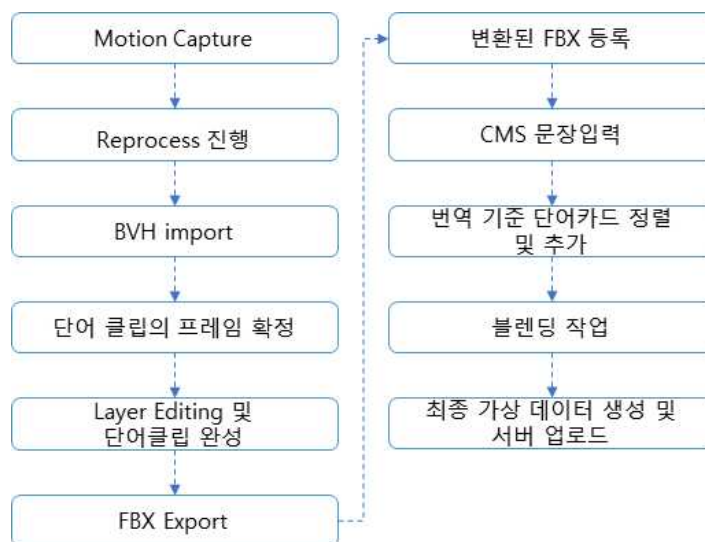 Motion Capture
Reprocess 진행
BVH import
단어 클립의 프레임 확정
Layer Editing 및
단어클립 완성
FBX Export
변환된 FBX 등록
CMS 문장입력
번역 기준 단어카드 정렬
및 추가
블렌딩 작업
최종 가상 데이터 생성 및
서버 업로드